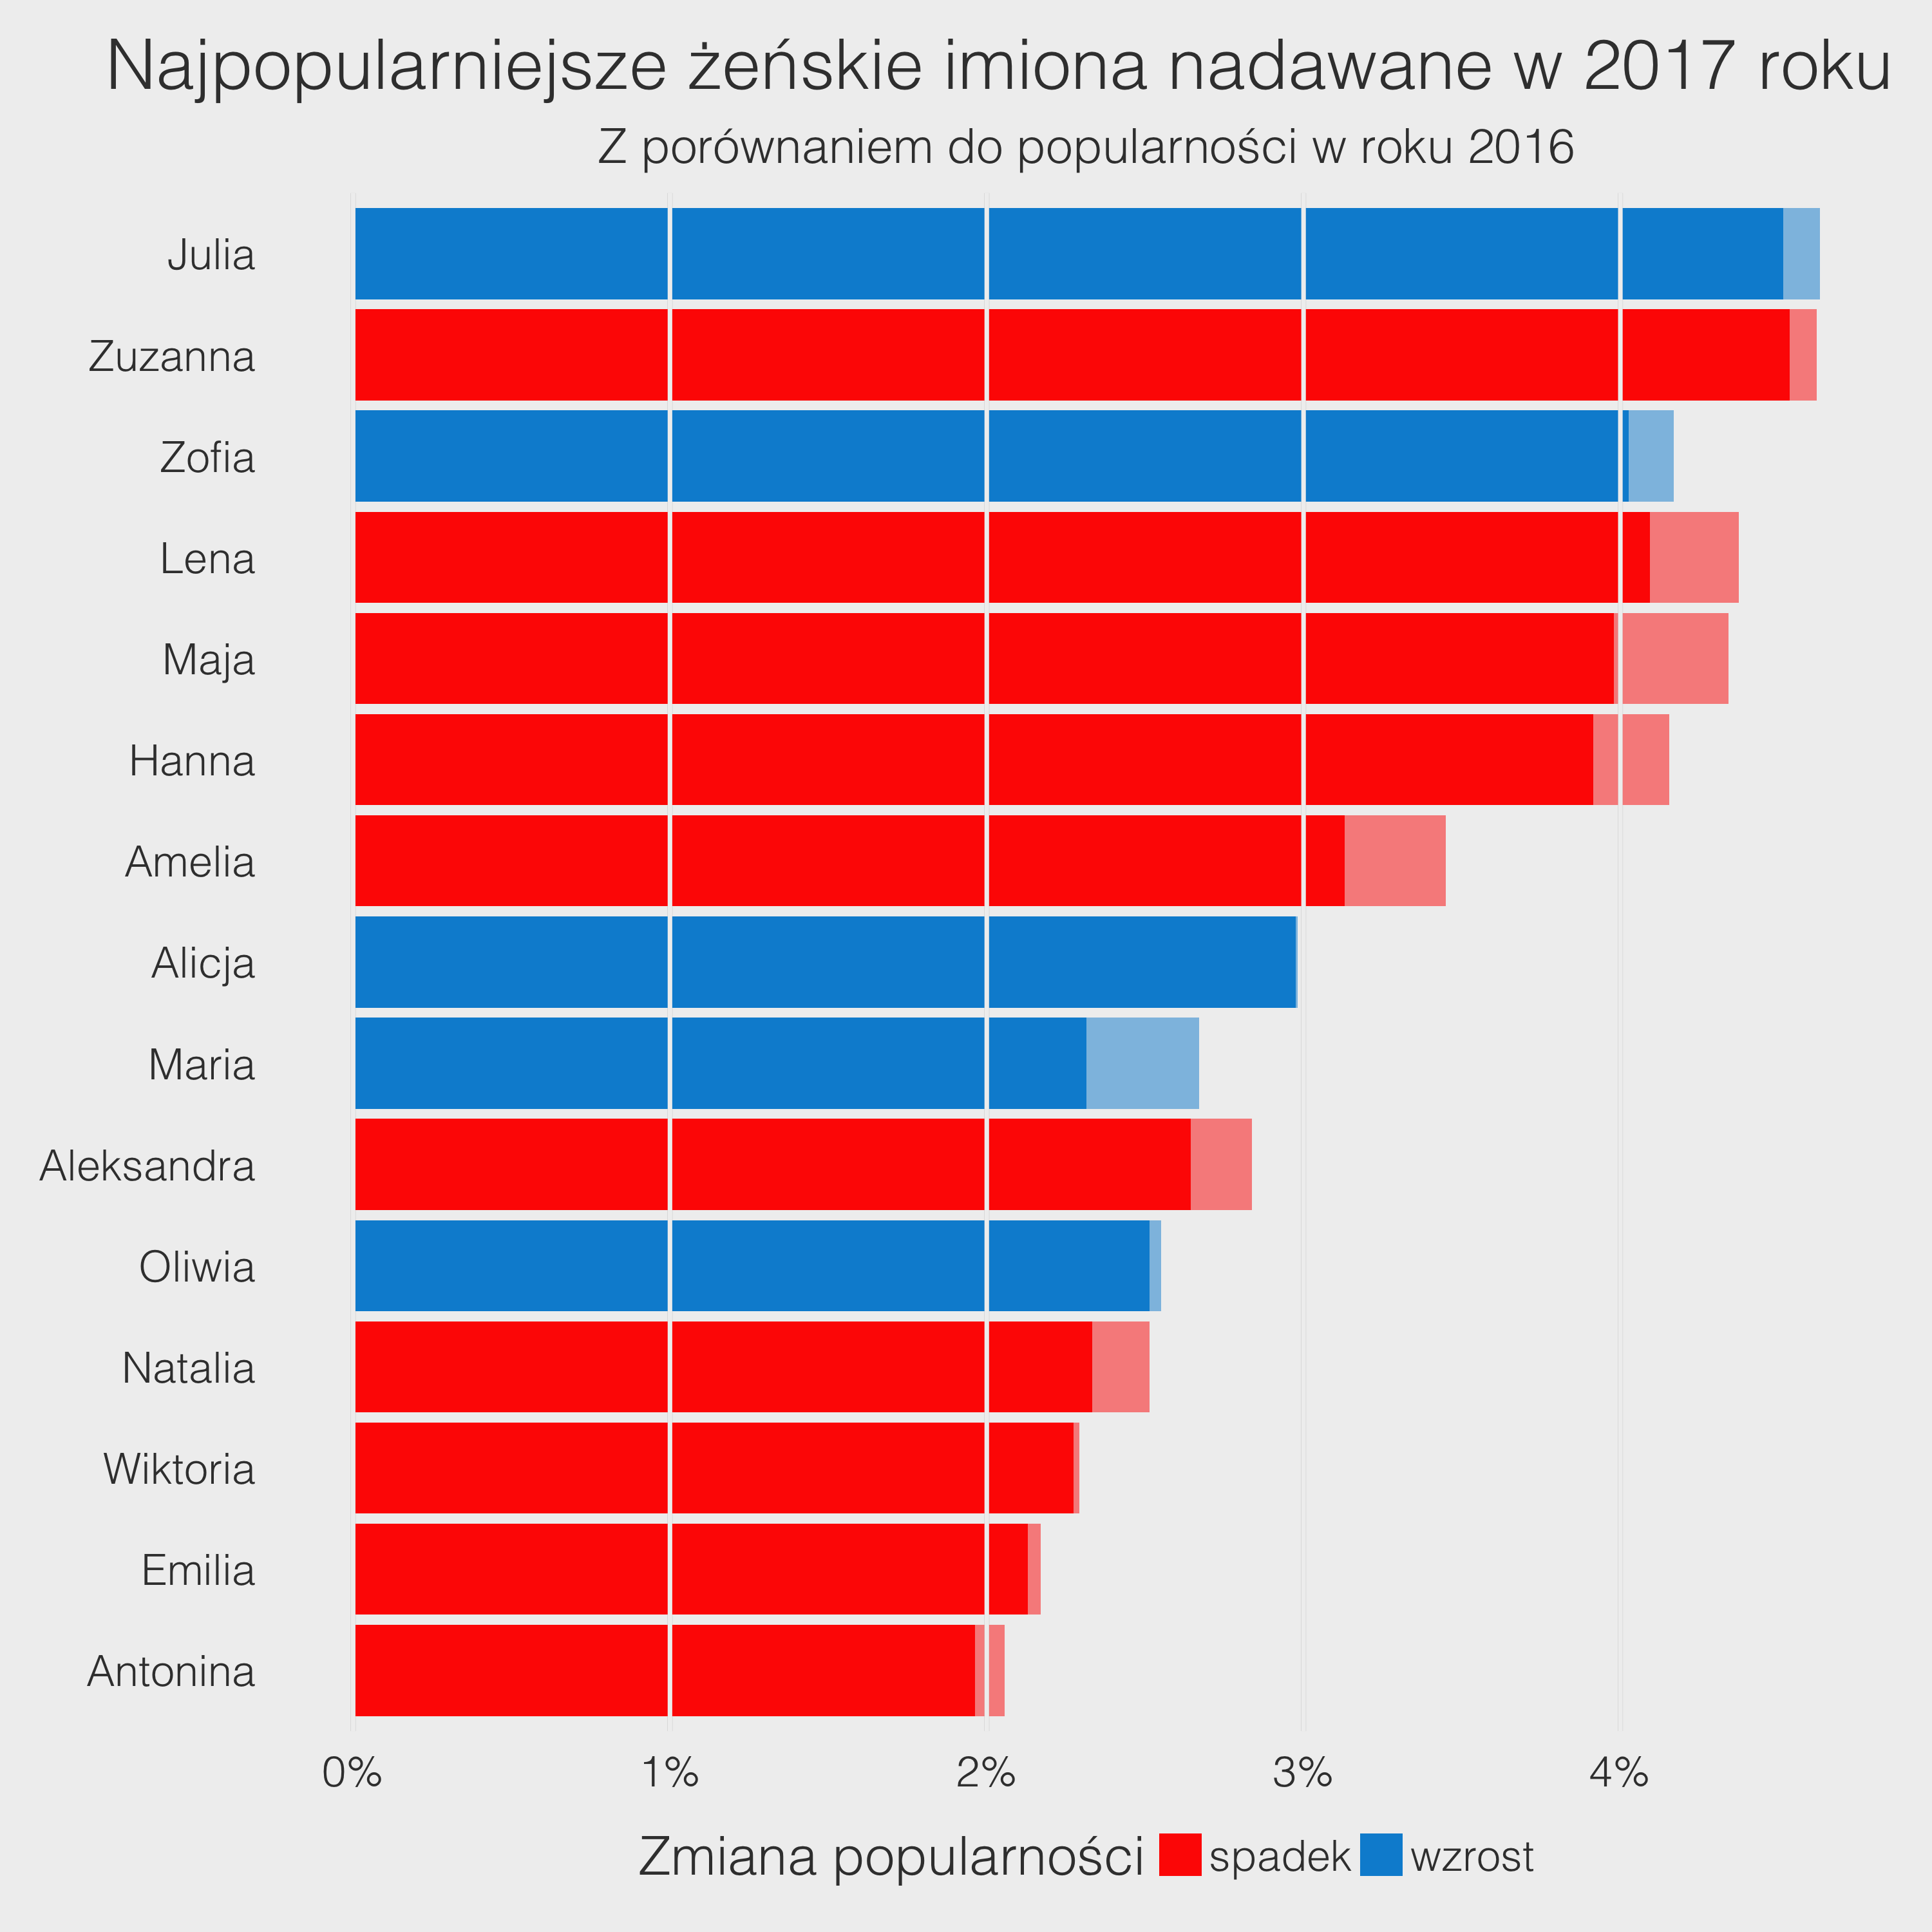 Najpopularniejsze żeńskie imiona nadawane w 2017 roku
Z porównaniem do popularności w roku 2016
Julia
Zuzanna
Zofia
Lena
Maja
Hanna
Amelia
Alicja
Maria
Aleksandra
Oliwia
Natalia
Wiktoria
Emilia
Antonina
0% 1% 2% 3% 4%
Zmiana popularności spadek wzrost